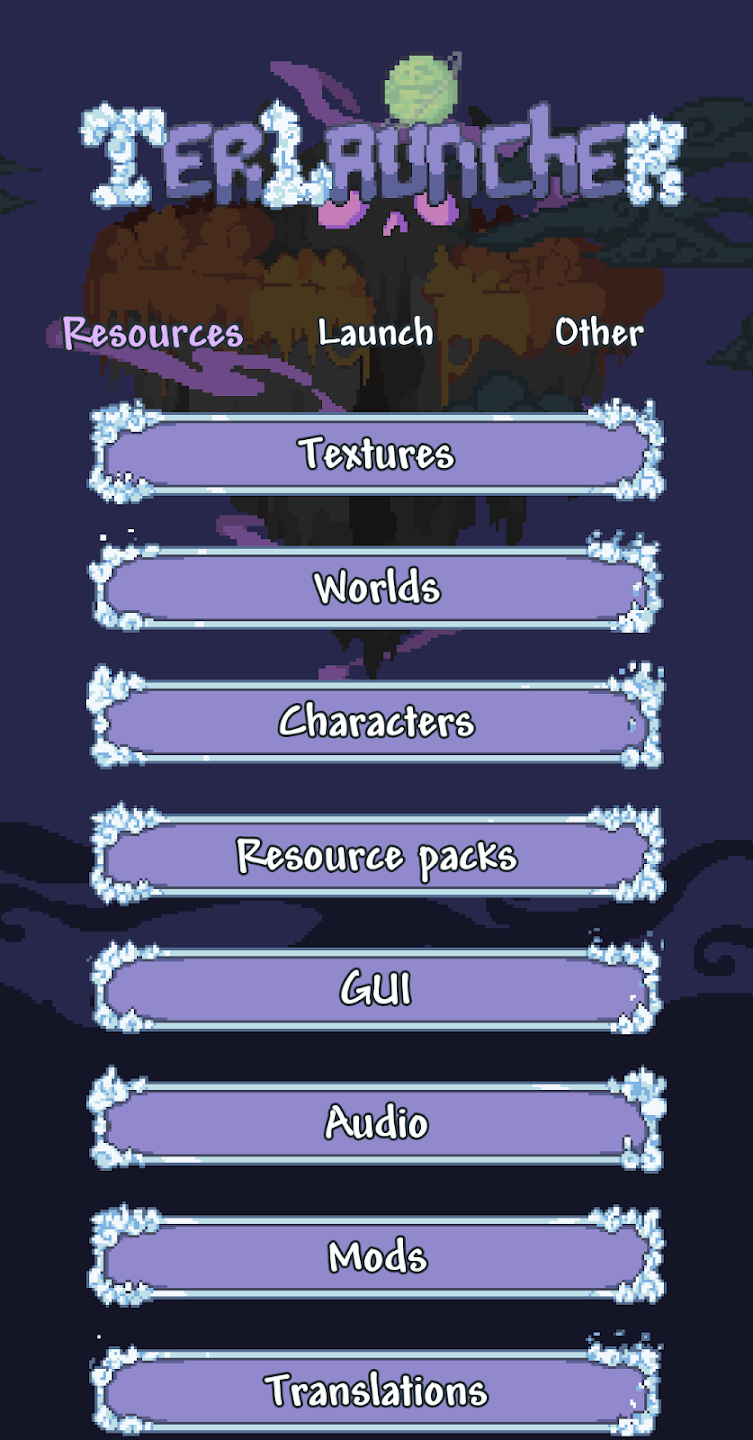 TerLauncher
Resources Launch Other
Textures
Worlds
Characters
Resource packs
GUI
Audio
Mods
Translations